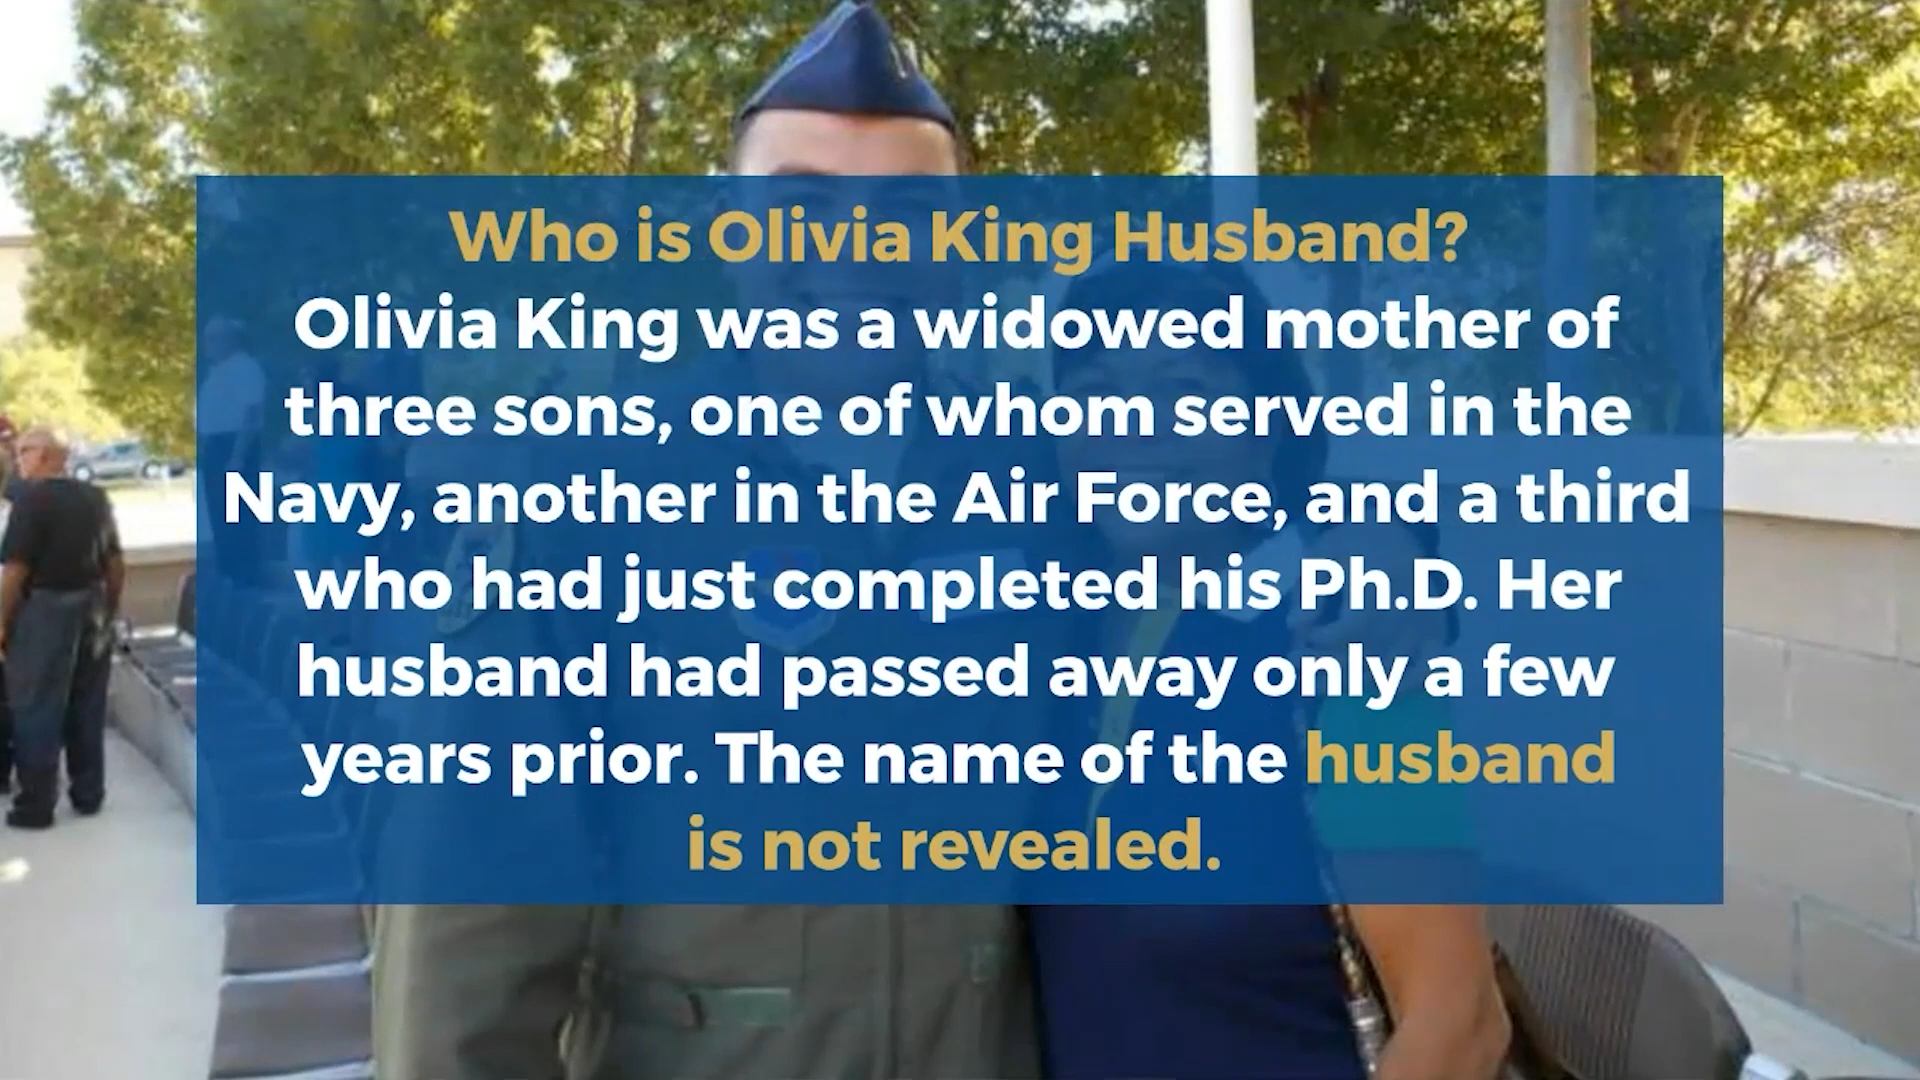 Who is Olivia King Husband?
Olivia King was a widowed mother of
three sons, one of whom served in the
Navy, another in the Air Force, and a third
who had just completed his Ph.D. Her
husband had passed away only a few
years prior. The name of the husband
is not revealed.